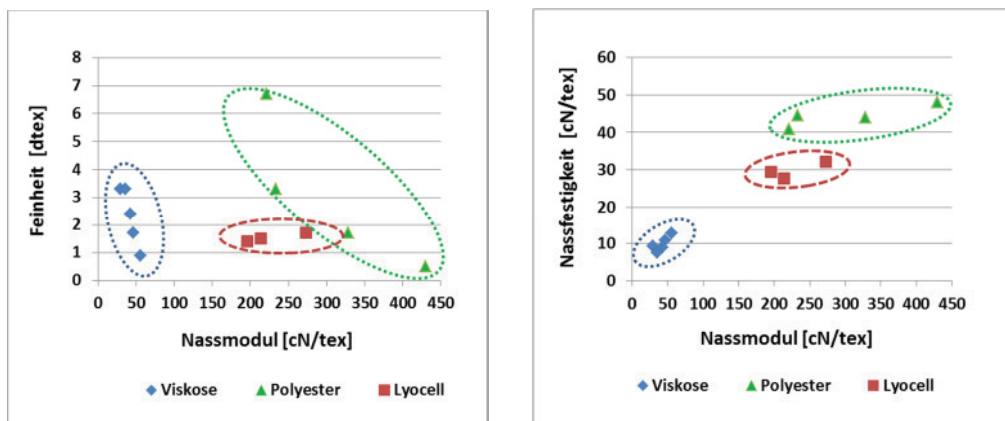 Feinheit [dtex]
8
7
6
5
4
3
2
1
0
0 50 100 150 200 250 300 350 400 450
Nassmodul [cN/tex]
Viskose Polyester Lyocell
Nassfestigkeit [cN/tex]
60
50
40
30
20
10
0
0 50 100 150 200 250 300 350 400 450
Nassmodul [cN/tex]
Viskose Polyester Lyocell